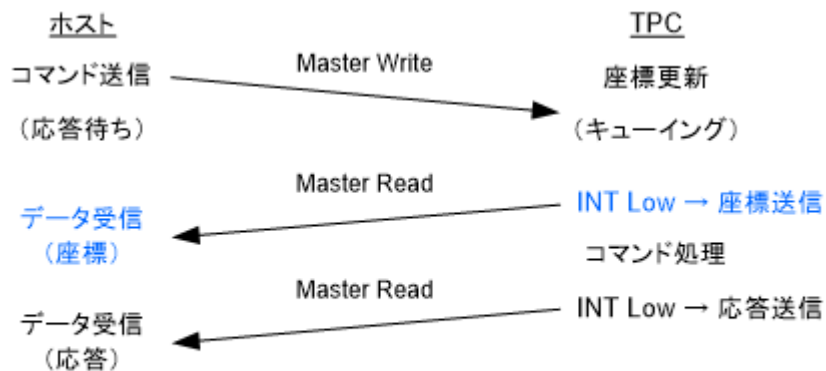 ホスト
TPC
コマンド送信
Master Write
座標更新
(応答待ち)
(キューイング)
Master Read
INT Low → 座標送信
データ受信
(座標)
コマンド処理
Master Read
INT Low → 応答送信
データ受信
(応答)